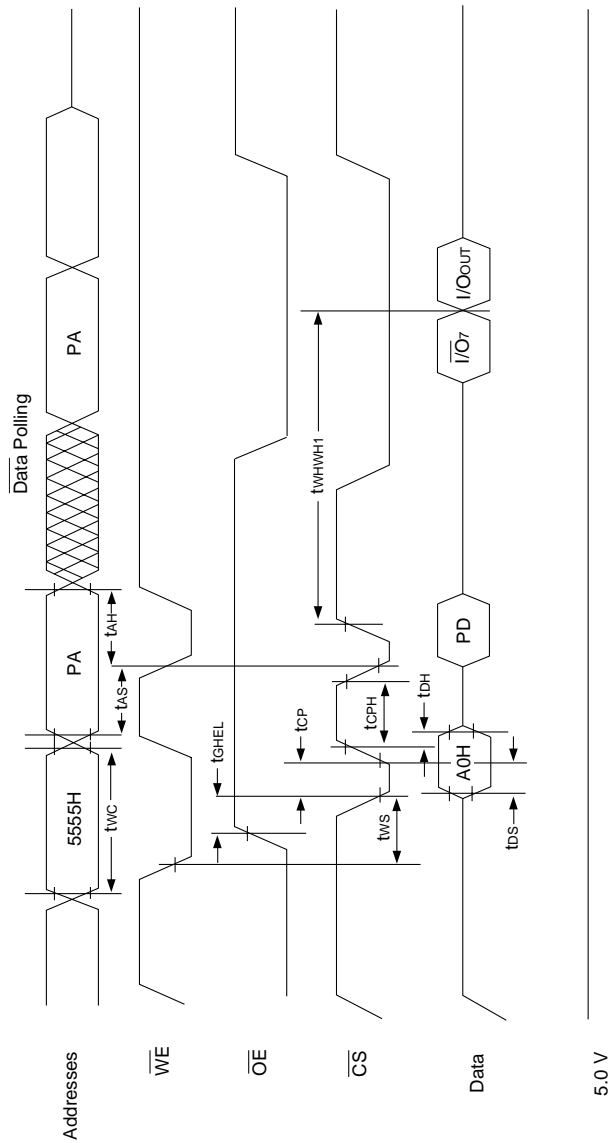 Data Polling
Addresses
5555H
PA
PA
tWC
tAS
tAH
WE
OE
tGHEL
CS
tWS
tCP
tCPH
tWHWH1
tDH
Data
A0H
PD
I/O7
I/OOUT
tDS
5.0 V